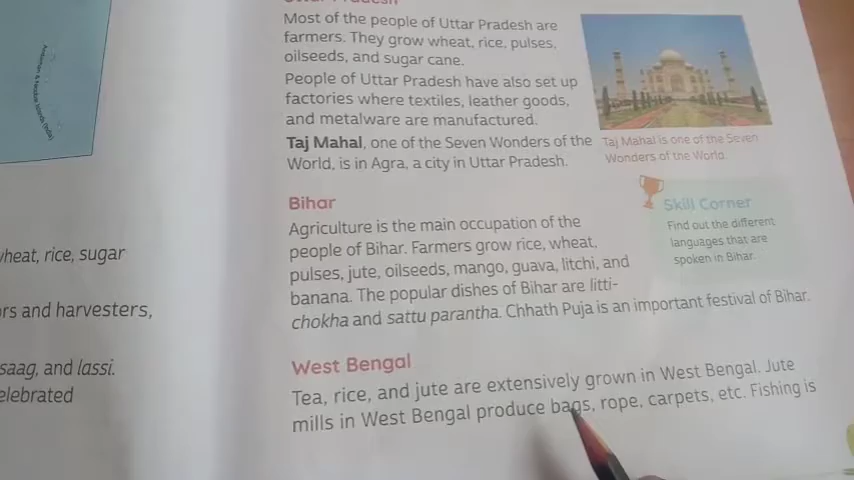 Andaman & Nicobar Islands (India)
wheat, rice, sugar
rs and harvesters,
saag, and lassi.
elebrated
Uttar Pradesh
Most of the people of Uttar Pradesh are
farmers. They grow wheat, rice, pulses,
oilseeds, and sugar cane.
People of Uttar Pradesh have also set up
factories where textiles, leather goods,
and metalware are manufactured.
Taj Mahal, one of the Seven Wonders of the
World, is in Agra, a city in Uttar Pradesh.
Taj Mahal is one of the Seven
Wonders of the World.
Bihar
Agriculture is the main occupation of the
people of Bihar. Farmers grow rice, wheat,
pulses, jute, oilseeds, mango, guava, litchi, and
banana. The popular dishes of Bihar are litti-
chokha and sattu parantha. Chhath Puja is an important festival of Bihar.
Skill Corner
Find out the different
languages that are
spoken in Bihar.
West Bengal
Tea, rice, and jute are extensively grown in West Bengal. Jute
mills in West Bengal produce bags, rope, carpets, etc. Fishing is